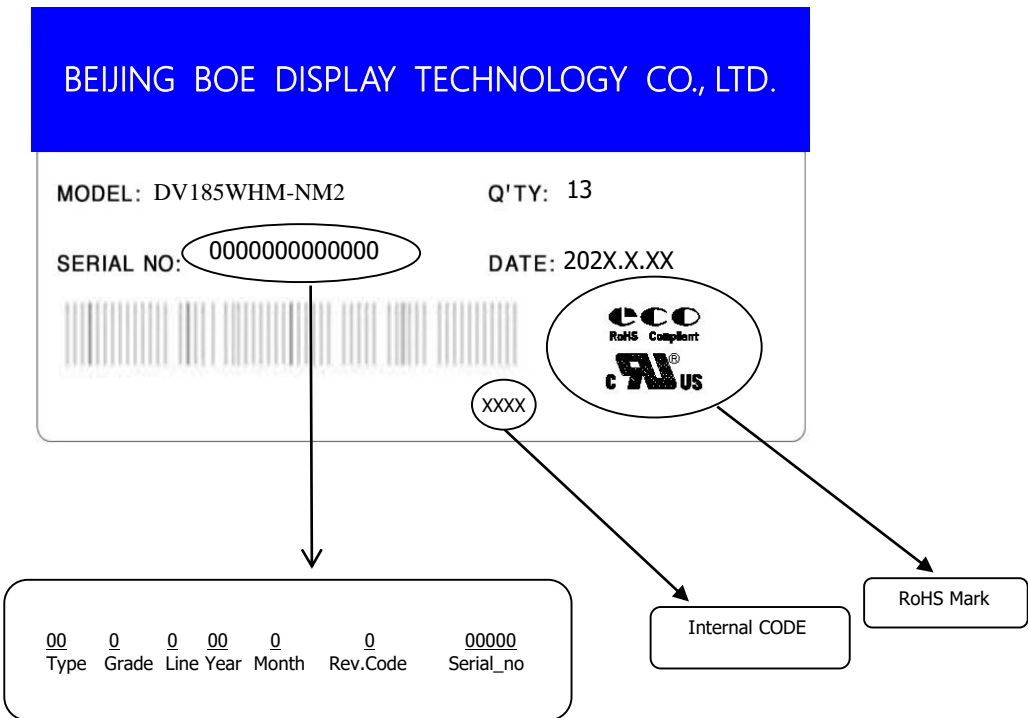 BEIJING BOE DISPLAY TECHNOLOGY CO., LTD.
MODEL: DV185WHM-NM2 Q'TY: 13
SERIAL NO: 0000000000000 DATE: 202X.X.XX
eco
RoHS Compliant
c RU ® US
XXXX
RoHS Mark
Internal CODE
00 0 0 00 0 0 00000
Type Grade Line Year Month Rev.Code Serial_no